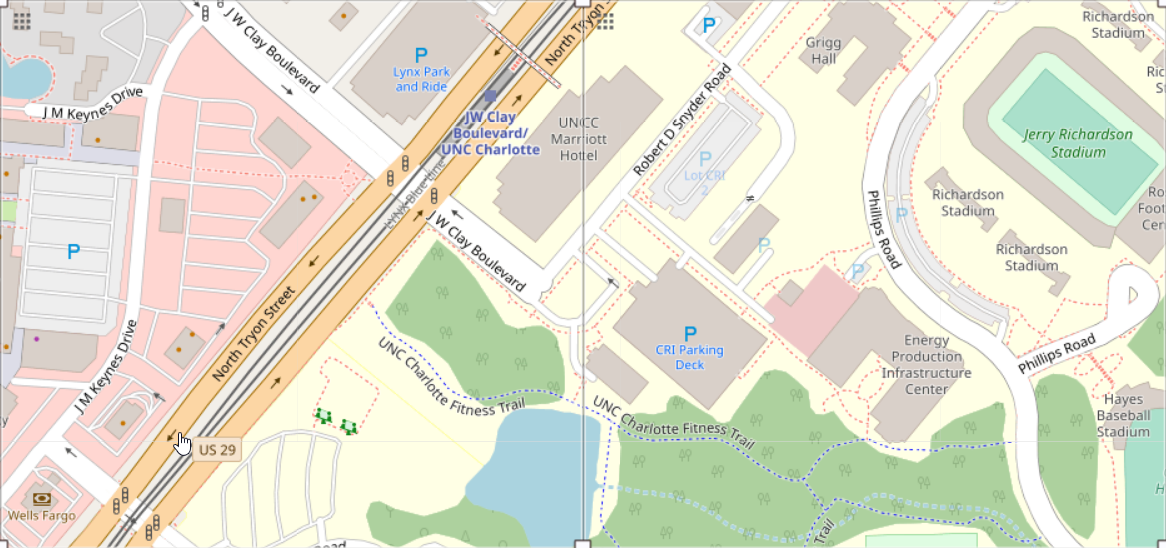 J W Clay Boulevard
North Tryon
Richardson
Stadium
P
Grigg
Hall
P
Lynx Park
and Ride
J M Keynes Drive
JW Clay
Boulevard/
UNC Charlotte
UNCC
Marriott
Hottel
Robert D Snyder Road
Jerry Richardson
Stadium
P
Lot CRI
2
LYNX Blue Line
Phillips Road
Richardson
Stadium
P
J W Clay Boulevard
P
P
Richardson
Stadium
P
North Tryon Street
J M Keynes Drive
P
CRI Parking
Deck
Energy
Production
Infrastructure
Center
Phillips Road
UNC Charlotte Fitness Trail
UNC Charlotte Fitness Trail
Hayes
Baseball
Stadium
US 29
Wells Fargo
Trail